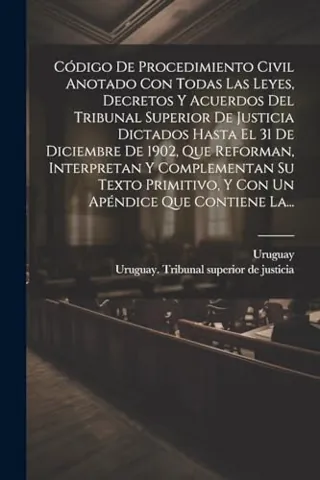 Código De Procedimiento Civil
Anotado Con Todas Las Leyes,
Decretos Y Acuerdos Del
Tribunal Superior De Justicia
Dictados Hasta El 31 De
Diciembre De 1902, Que Reforman,
Interpretan Y Complementan
Su Texto Primitivo, Y Con Un
Apéndice Que Contiene La...
Uruguay
Uruguay. Tribunal superior de justicia